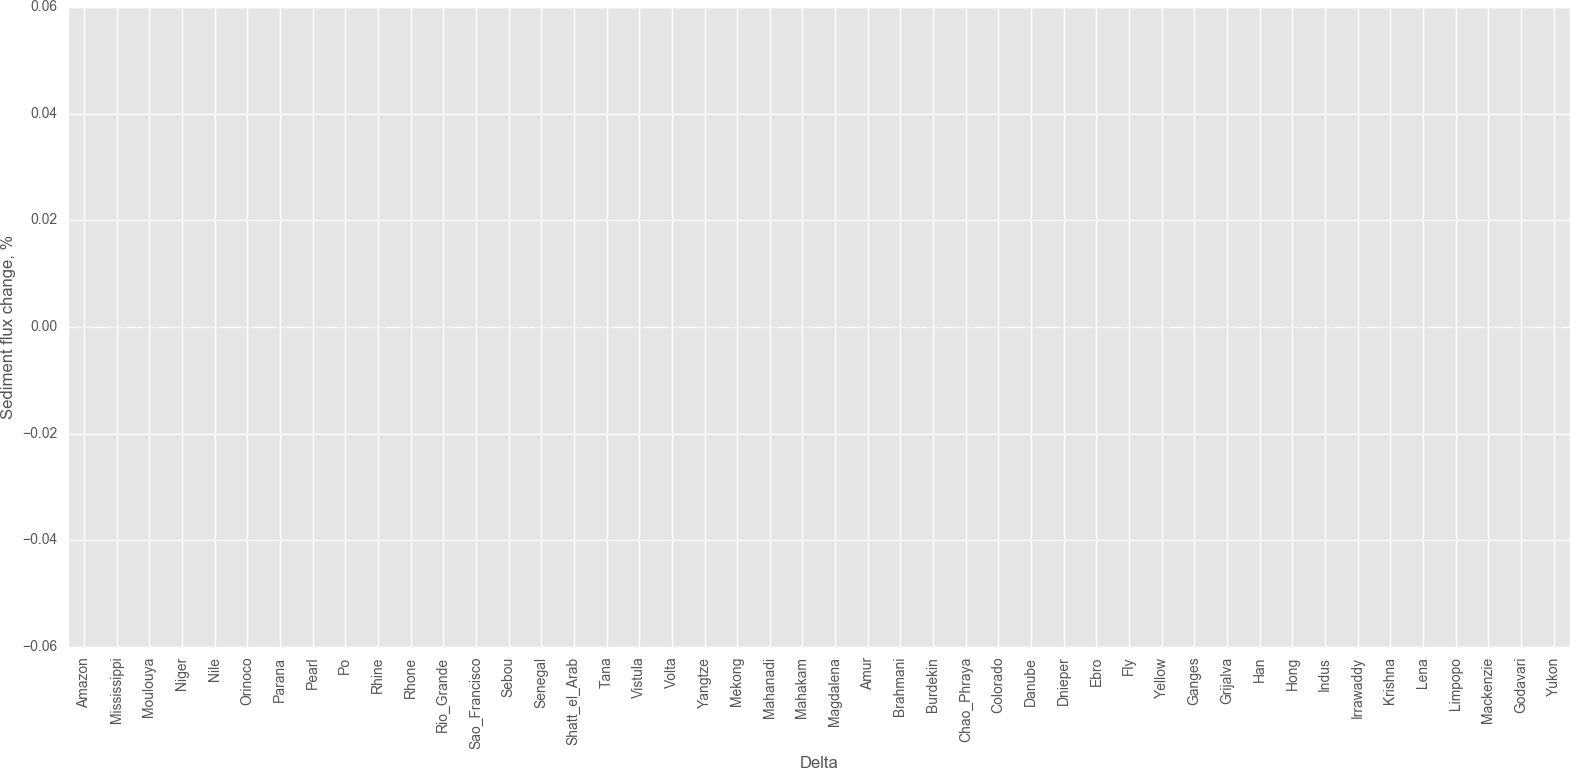 0.06
0.04
0.02
0.00
−0.02
−0.04
−0.06
Sediment flux change, %
Amazon
Mississippi
Moulouya
Niger
Nile
Orinoco
Parana
Pearl
Po
Rhine
Rhone
Rio_Grande
Sao_Francisco
Sebou
Senegal
Shatt_el_Arab
Tana
Vistula
Volta
Yangtze
Mekong
Mahanadi
Mahakam
Magdalena
Amur
Brahmani
Burdekin
Chao_Phraya
Colorado
Danube
Dnieper
Ebro
Fly
Yellow
Ganges
Grijalva
Han
Hong
Indus
Irrawaddy
Krishna
Lena
Limpopo
Mackenzie
Godavari
Yukon
Delta